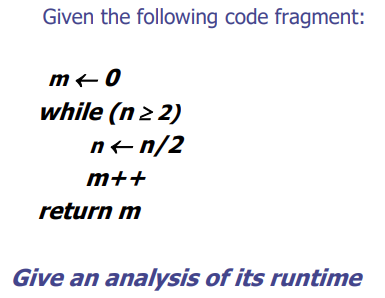 Given the following code fragment:
m ← 0
while (n ≥ 2)
n ← n/2
m++
return m
Give an analysis of its runtime